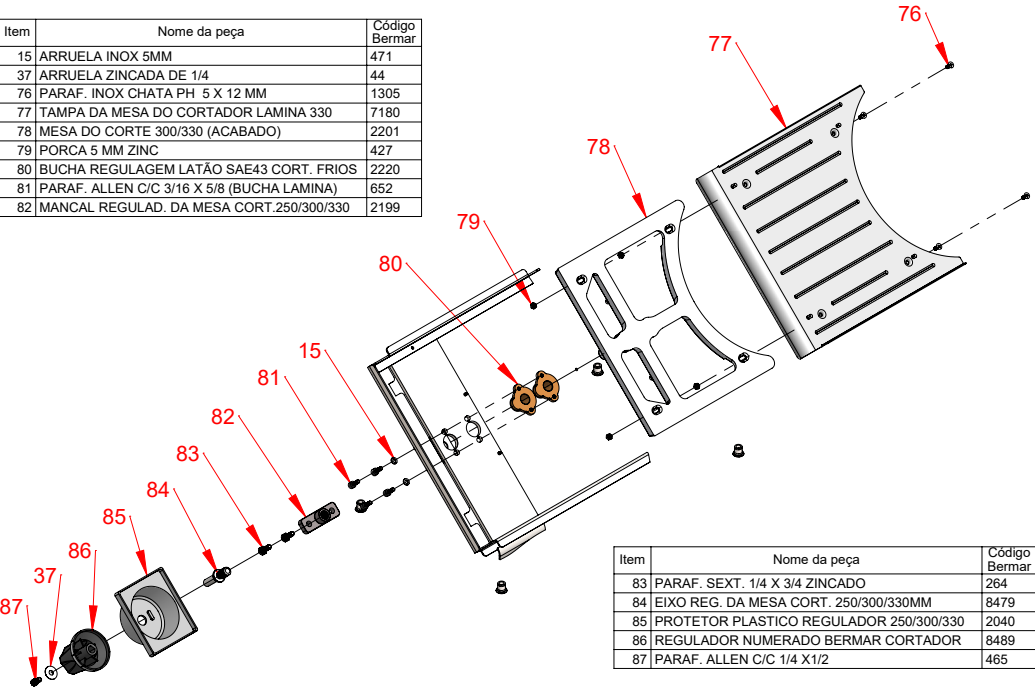 Item Nome da peça Código Bermar
15 ARRUELA INOX 5MM 471
37 ARRUELA ZINCADA DE 1/4 44
76 PARAF. INOX CHATA PH 5 X 12 MM 1305
77 TAMPA DA MESA DO CORTADOR LAMINA 330 7180
78 MESA DO CORTE 300/330 (ACABADO) 2201
79 PORCA 5 MM ZINC 427
80 BUCHA REGULAGEM LATÃO SAE43 CORT. FRIOS 2220
81 PARAF. ALLEN C/C 3/16 X 5/8 (BUCHA LAMINA) 652
82 MANCAL REGULAD. DA MESA CORT.250/300/330 2199
76
77
78
79
80
15
81
82
83
84
85
86
37
87
Item Nome da peça Código Bermar
83 PARAF. SEXT. 1/4 X 3/4 ZINCADO 264
84 EIXO REG. DA MESA CORT. 250/300/330MM 8479
85 PROTETOR PLASTICO REGULADOR 250/300/330 2040
86 REGULADOR NUMERADO BERMAR CORTADOR 8489
87 PARAF. ALLEN C/C 1/4 X1/2 465